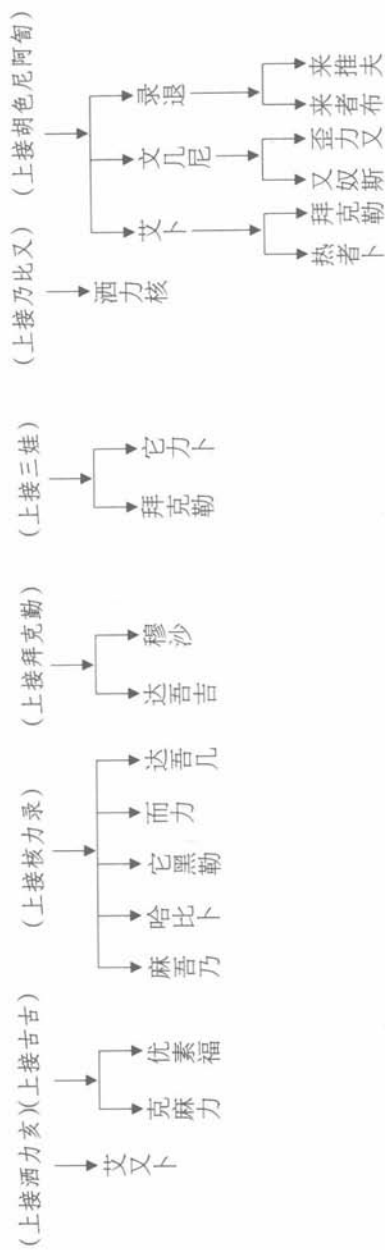 (上接洒力亥)(上接古古)(上接核力录)(上接拜克勤)(上接三娃)(上接乃比又)(上接胡色尼阿訇)
艾又卜
克麻力
优素福
麻吾乃
哈比卜
它黑勒
而力
达吾几
达吾吉
穆沙
拜克勒
它力卜
洒力核
艾卜
文几尼
录退
热者卜
拜克勒
又奴斯
歪力又
来者布
来推夫